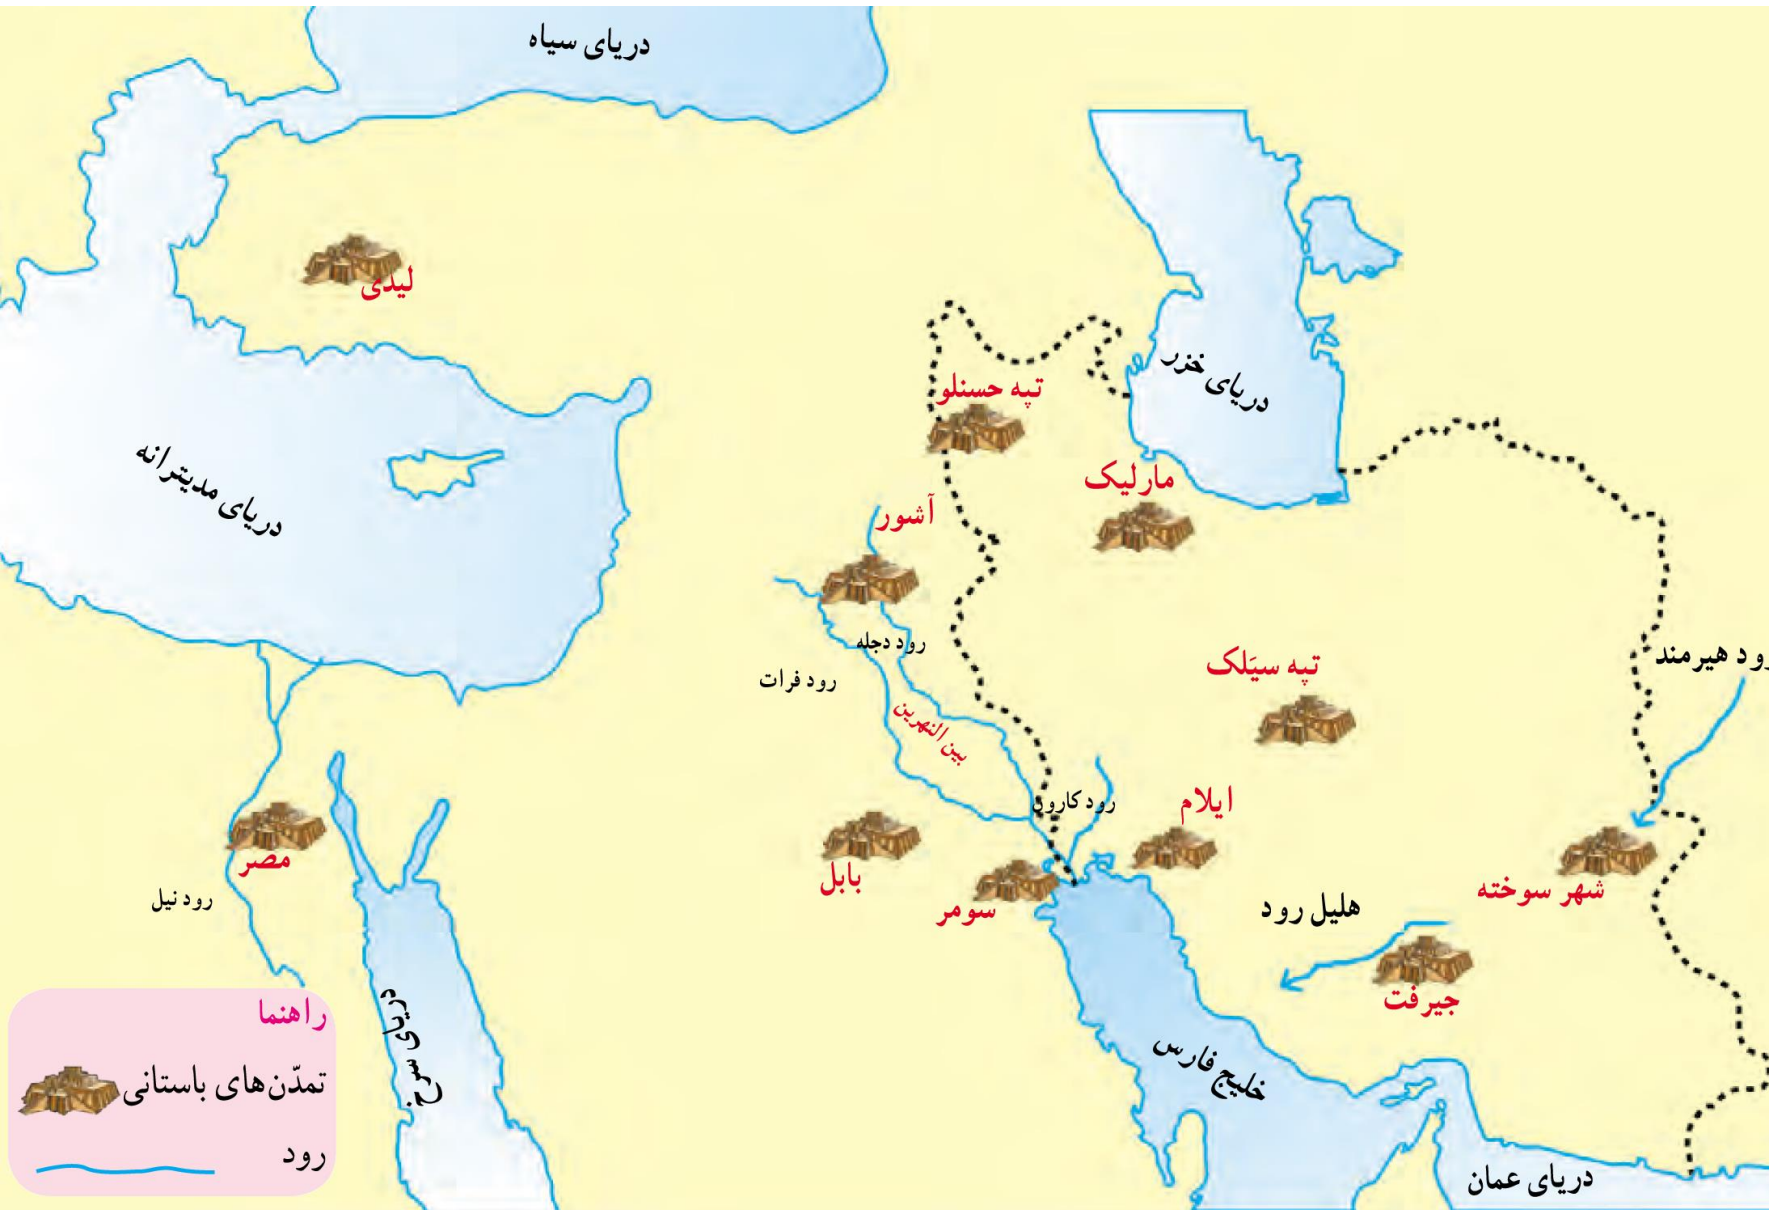 دریای سیاه
لیدی
دریای خزر
تپه حسنلو
مارلیک
دریای مدیترانه
آشور
رود دجله
رود فرات
بین النهرین
تپه سیَلک
رود هیرمند
رود کارون
ایلام
مصر
بابل
سومر
شهر سوخته
رود نیل
هلیل رود
جیرفت
دریای سرخ
خلیج فارس
دریای عمان
راهنما
تمدّن‌های باستانی
رود